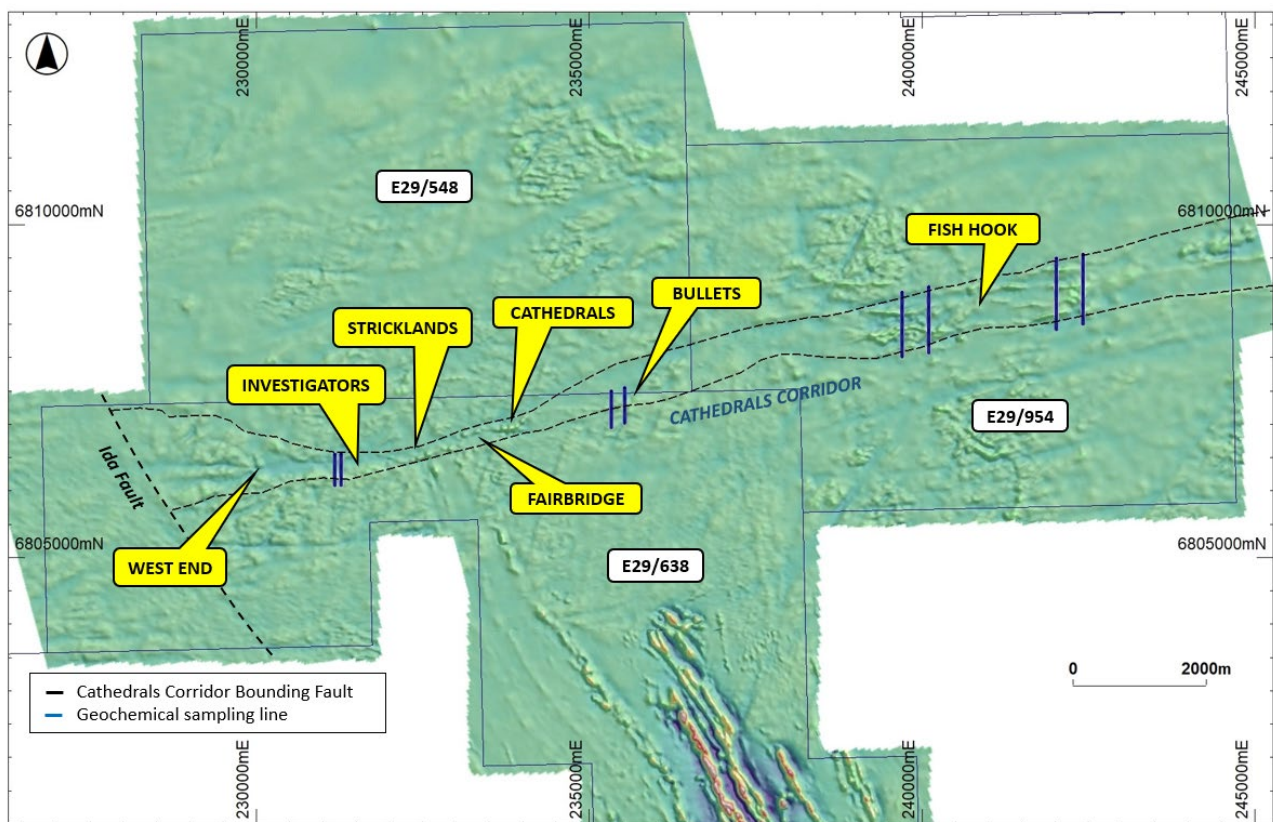 230000mE
235000mE
240000mE
245000mE
E29/548
6810000mN
6810000mN
FISH HOOK
BULLETS
CATHEDRALS
STRICKLANDS
INVESTIGATORS
CATHEDRALS CORRIDOR
E29/954
Ida Fault
FAIRBRIDGE
WEST END
6805000mN
6805000mN
E29/638
0 2000m
Cathedrals Corridor Bounding Fault
Geochemical sampling line
230000mE
235000mE
240000mE
245000mE